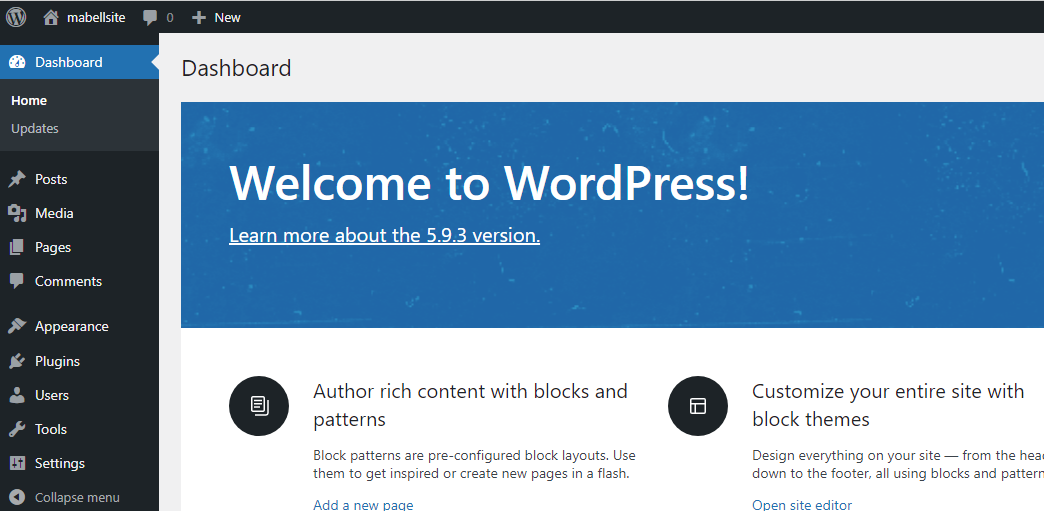 mabellsite 0 New
Dashboard
Home
Updates
Posts
Media
Pages
Comments
Appearance
Plugins
Users
Tools
Settings
Collapse menu
Dashboard
Welcome to WordPress!
Learn more about the 5.9.3 version.
Author rich content with blocks and
patterns
Block patterns are pre-configured block layouts. Use
them to get inspired or create new pages in a flash.
Add a new page
Customize your entire site with
block themes
Design everything on your site — from the
down to the footer, all using blocks and
Open site editor